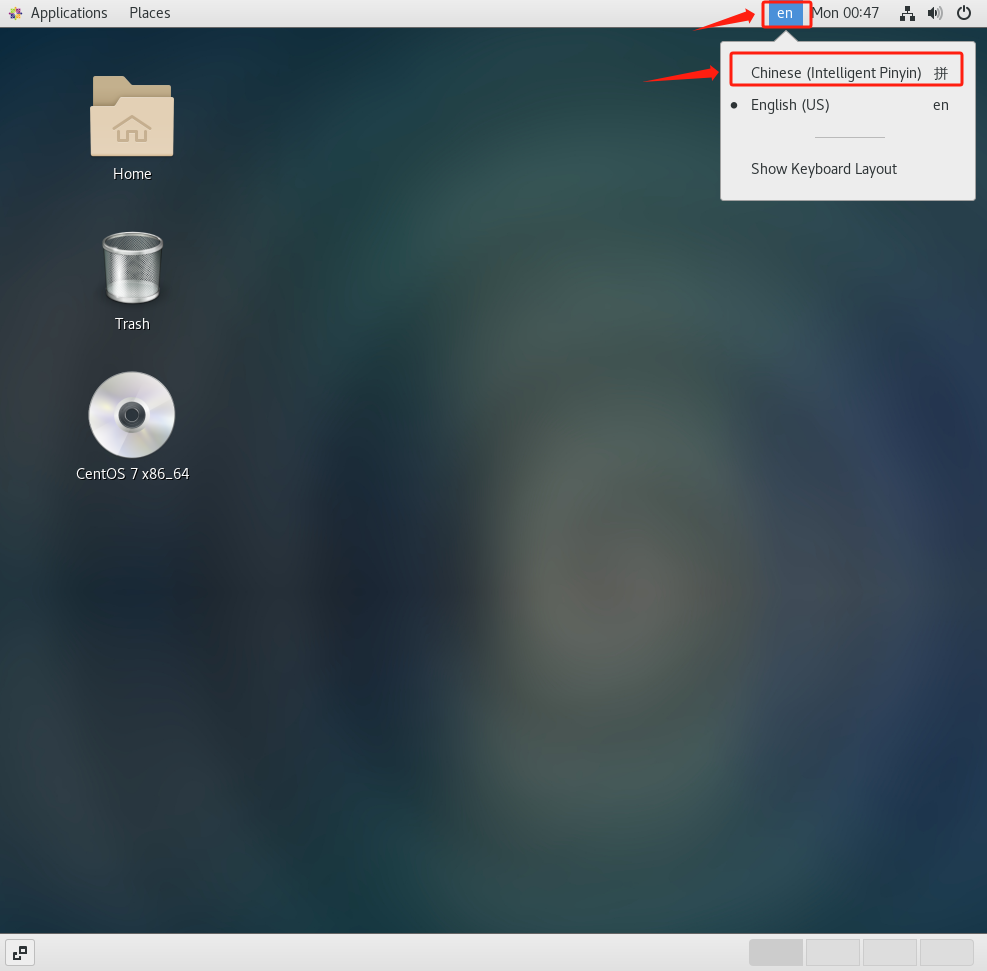 Applications Places en Mon 00:47
Chinese (Intelligent Pinyin) 拼
English (US) en
Show Keyboard Layout
Home
Trash
CentOS 7 x86_64